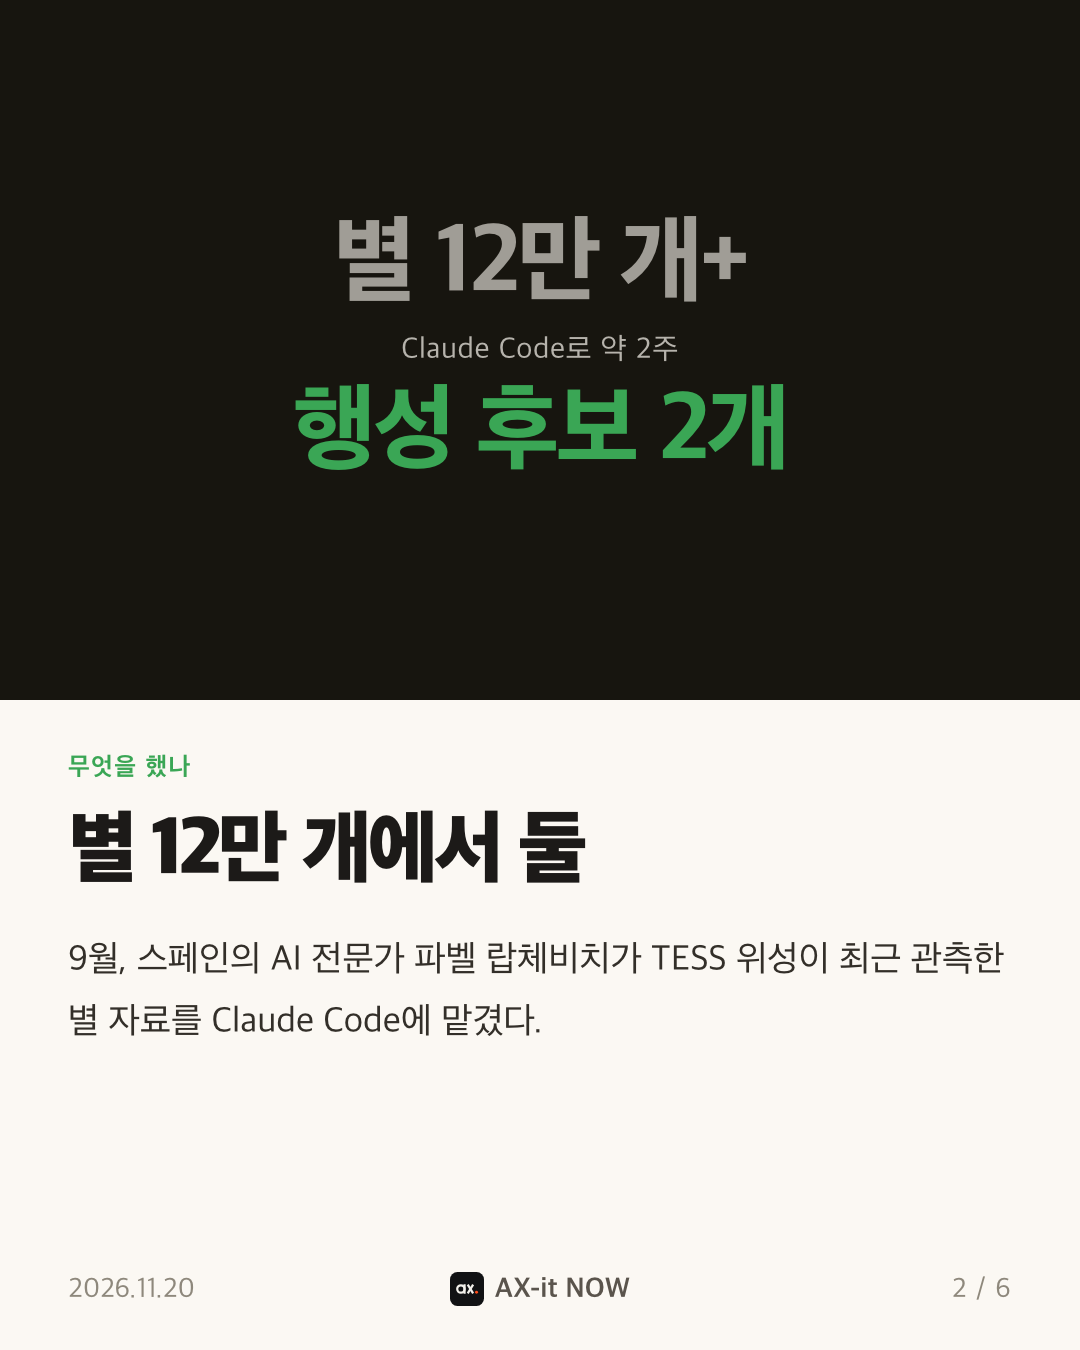 별 12만 개+
Claude Code로 약 2주
행성 후보 2개
무엇을 했나
별 12만 개에서 둘
9월, 스페인의 AI 전문가 파벨 랍체비치가 TESS 위성이 최근 관측한
별 자료를 Claude Code에 맡겼다.
2026.11.20
ax. AX-it NOW
2 / 6